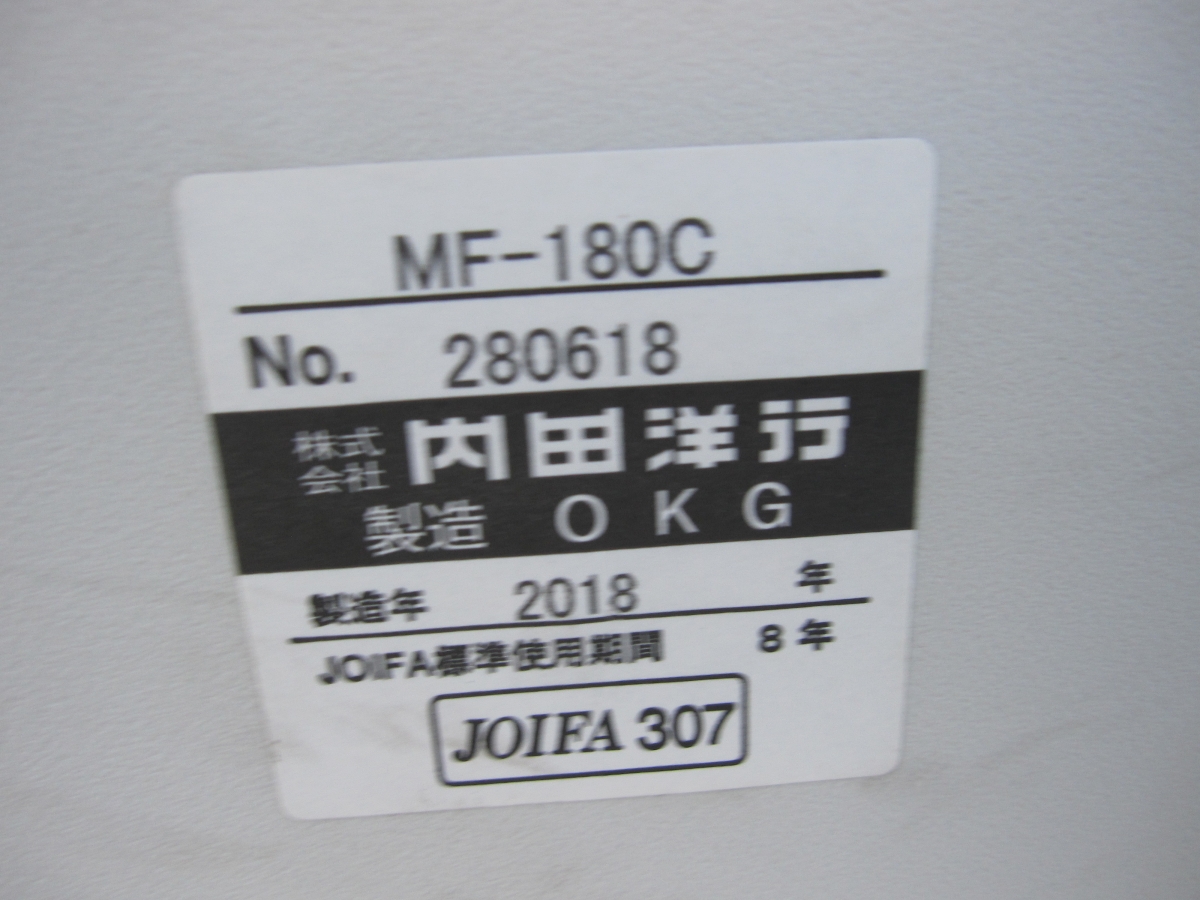 MF-180C
No. 280618
株式会社 内田洋行
製造 OKG
製造年 2018 年
JOIFA標準使用期間 8年
JOIFA 307